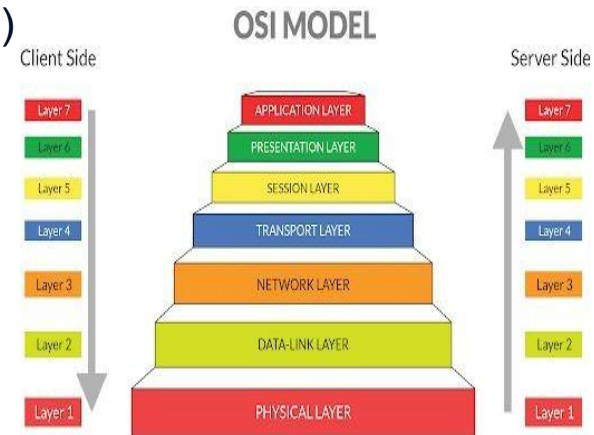 )
OSI MODEL
Client Side
Server Side
Layer 7
APPLICATION LAYER
Layer 7
Layer 6
PRESENTATION LAYER
Layer 6
Layer 5
SESSION LAYER
Layer 5
Layer 4
TRANSPORT LAYER
Layer 4
Layer 3
NETWORK LAYER
Layer 3
Layer 2
DATA-LINK LAYER
Layer 2
Layer 1
PHYSICAL LAYER
Layer 1